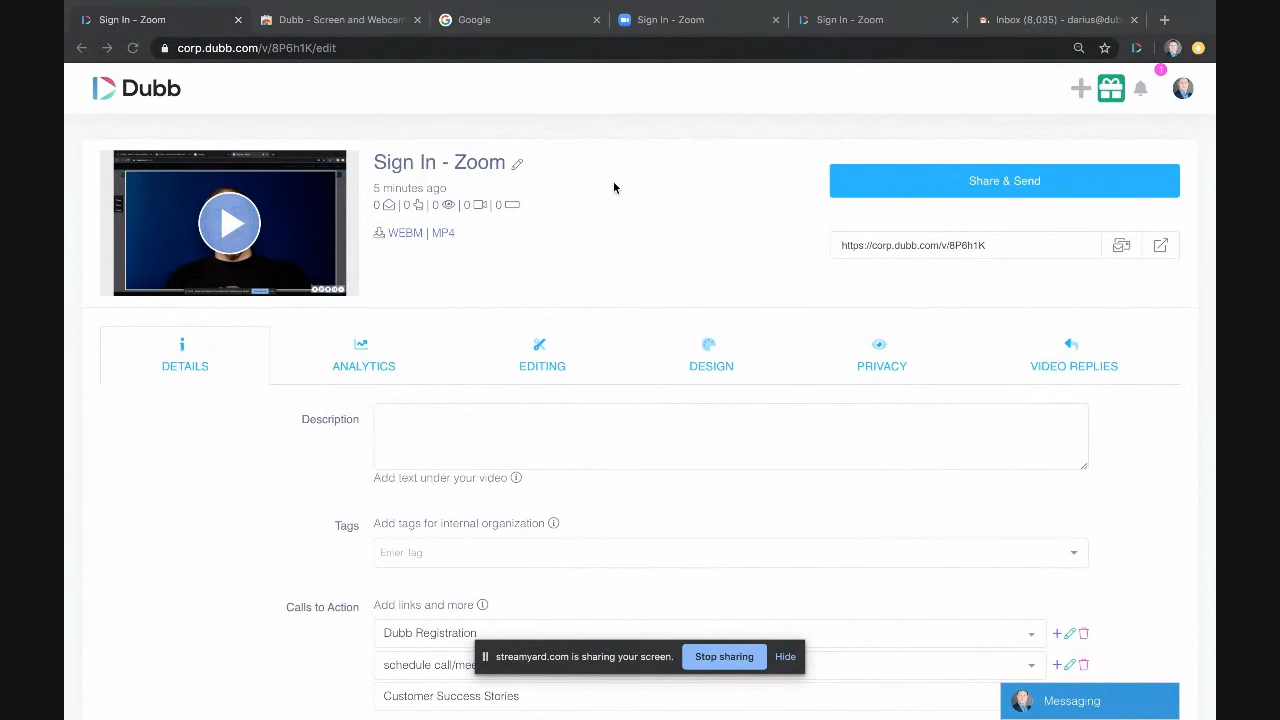 Sign In - Zoom
Dubb - Screen and Webcam
Google
Sign In - Zoom
Sign In - Zoom
Inbox (8,035) - darius@dub
corp.dubb.com/v/8P6h1K/edit
Dubb
1
Sign In - Zoom
5 minutes ago
0 | 0 | 0 | 0 | 0
WEBM | MP4
Share & Send
https://corp.dubb.com/v/8P6h1K
DETAILS
ANALYTICS
EDITING
DESIGN
PRIVACY
VIDEO REPLIES
Description
Add text under your video
Tags
Add tags for internal organization
Enter Tag
Calls to Action
Add links and more
Dubb Registration
streamyard.com is sharing your screen.
Stop sharing
Hide
schedule call/mee
Customer Success Stories
Messaging